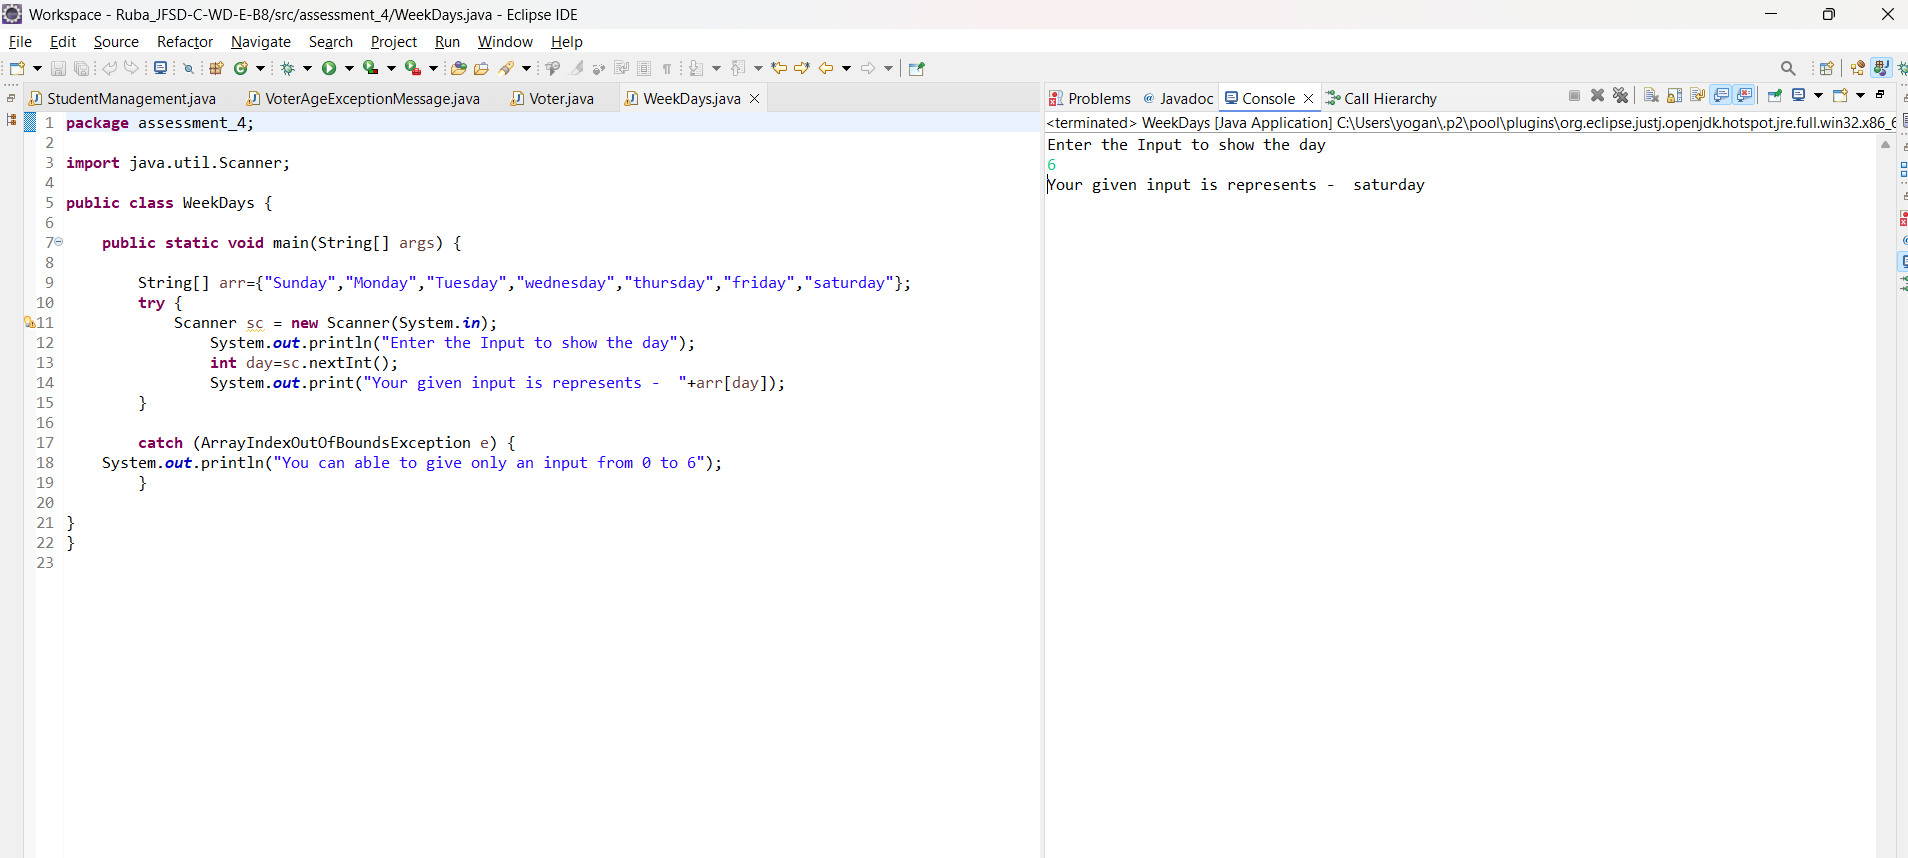 Workspace - Ruba_JFSD-C-WD-E-B8/src/assessment_4/WeekDays.java - Eclipse IDE
File Edit Source Refactor Navigate Search Project Run Window Help
StudentManagement.java VoterAgeExceptionMessage.java Voter.java WeekDays.java
1 package assessment_4;
2
3 import java.util.Scanner;
4
5 public class WeekDays {
6
7 public static void main(String[] args) {
8
9 String[] arr={"Sunday","Monday","Tuesday","wednesday","thursday","friday","saturday"};
10 try {
11 Scanner sc = new Scanner(System.in);
12 System.out.println("Enter the Input to show the day");
13 int day=sc.nextInt();
14 System.out.print("Your given input is represents -  "+arr[day]);
15 }
16
17 catch (ArrayIndexOutOfBoundsException e) {
18 System.out.println("You can able to give only an input from 0 to 6");
19 }
20
21 }
22 }
23
Problems @ Javadoc Console Call Hierarchy
<terminated> WeekDays [Java Application] C:\Users\yogan\.p2\pool\plugins\org.eclipse.justj.openjdk.hotspot.jre.full.win32.x86_6
Enter the Input to show the day
6
Your given input is represents -  saturday